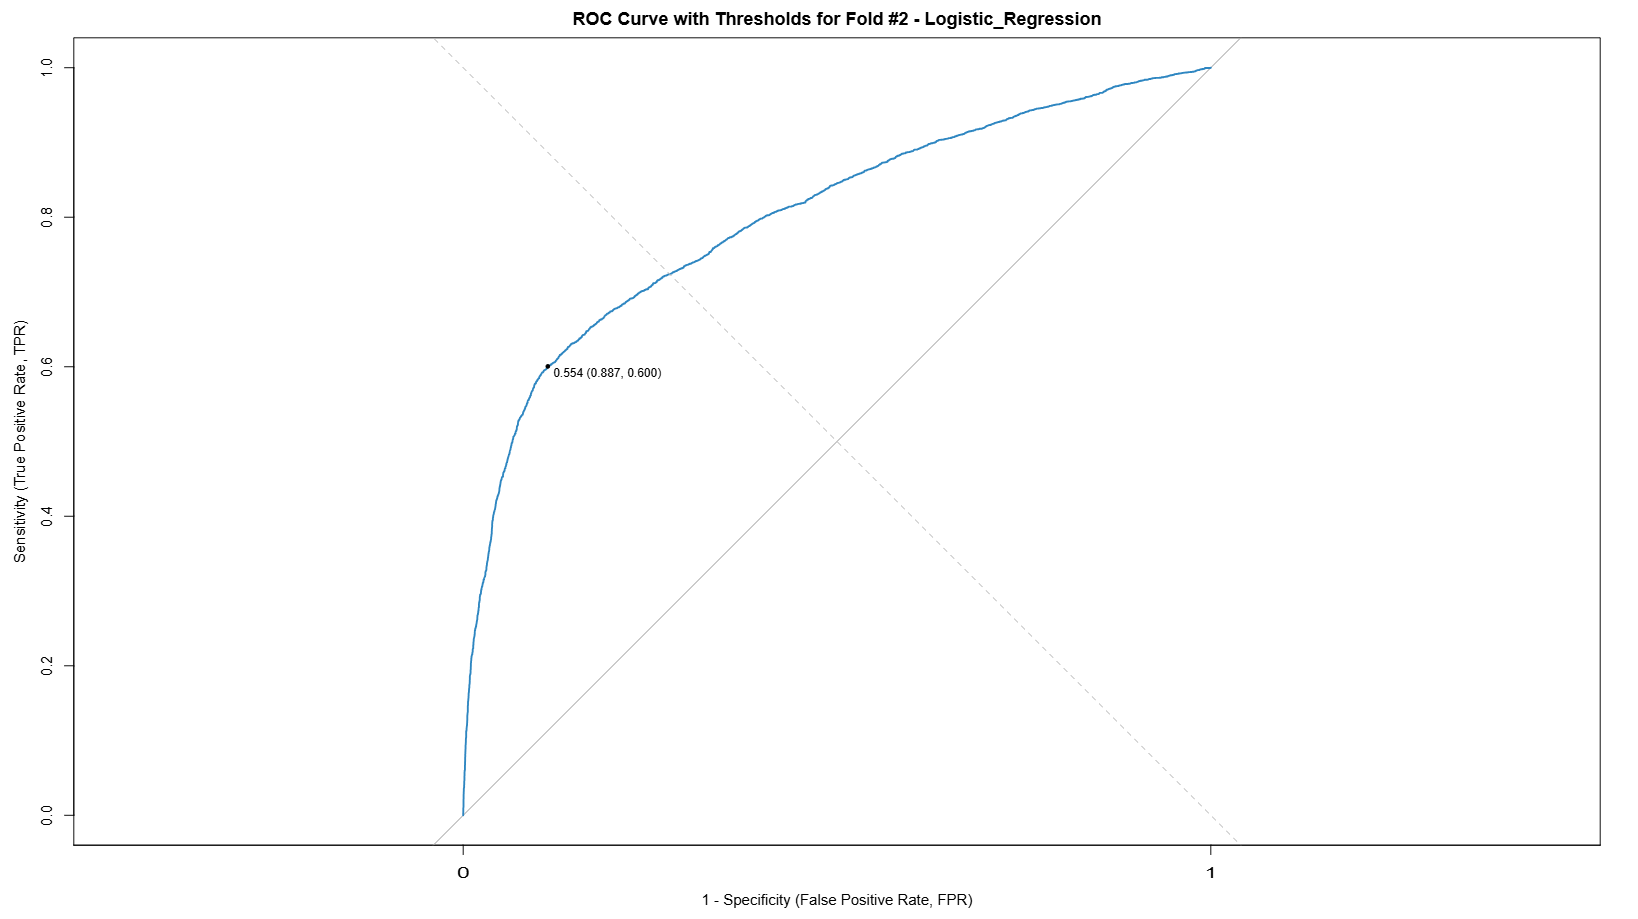 ROC Curve with Thresholds for Fold #2 - Logistic_Regression
Sensitivity (True Positive Rate, TPR)
1.0
0.8
0.6
0.4
0.2
0.0
0.554 (0.887, 0.600)
0
1
1 - Specificity (False Positive Rate, FPR)